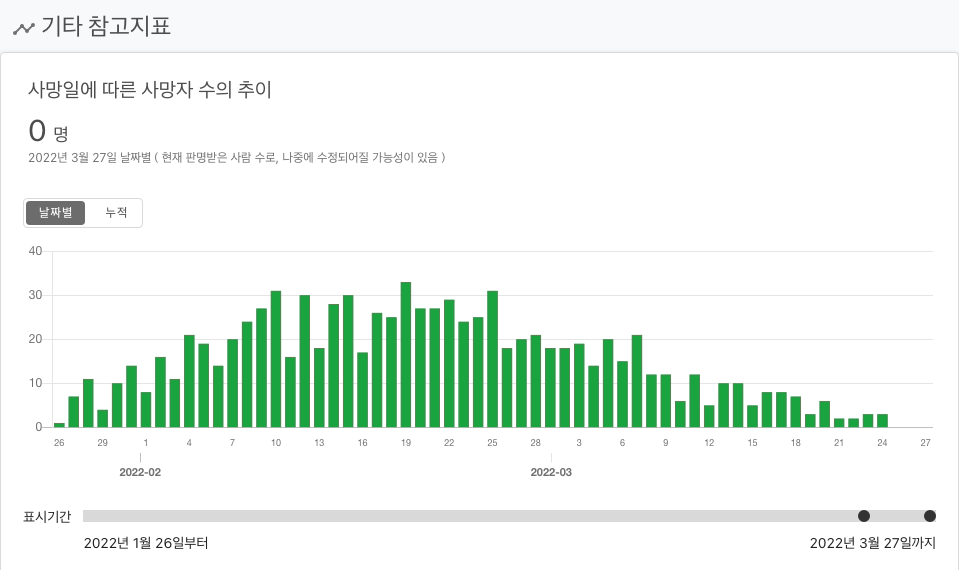 기타 참고지표
사망일에 따른 사망자 수의 추이
0 명
2022년 3월 27일 날짜별 ( 현재 판명받은 사람 수로, 나중에 수정되어질 가능성이 있음 )
날짜별 누적
40
30
20
10
0
26 29 1 4 7 10 13 16 19 22 25 28 3 6 9 12 15 18 21 24 27
2022-02 2022-03
표시기간
2022년 1월 26일부터 2022년 3월 27일까지